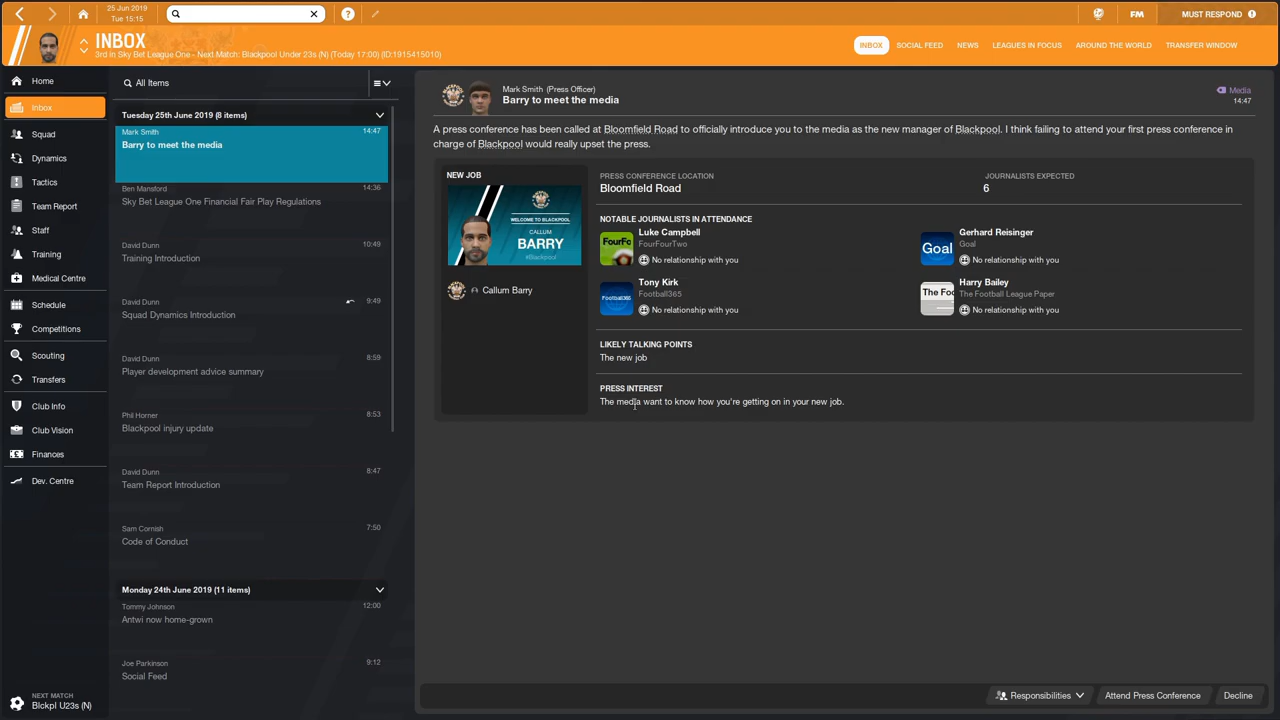 25 Jun 2019
Tue 15:15
FM
MUST RESPOND
INBOX
3rd in Sky Bet League One - Next Match: Blackpool Under 23s (N) (Today 17:00) (ID:1915415010)
INBOX
SOCIAL FEED
NEWS
LEAGUES IN FOCUS
AROUND THE WORLD
TRANSFER WINDOW
Home
Inbox
Squad
Dynamics
Tactics
Team Report
Staff
Training
Medical Centre
Schedule
Competitions
Scouting
Transfers
Club Info
Club Vision
Finances
Dev. Centre
NEXT MATCH
Blckpl U23s (N)
All Items
Tuesday 25th June 2019 (8 items)
Mark Smith 14:47
Barry to meet the media
Ben Mansford 14:36
Sky Bet League One Financial Fair Play Regulations
David Dunn 10:49
Training Introduction
David Dunn 9:49
Squad Dynamics Introduction
David Dunn 8:59
Player development advice summary
Phil Horner 8:53
Blackpool injury update
David Dunn 8:47
Team Report Introduction
Sam Cornish 7:50
Code of Conduct
Monday 24th June 2019 (11 items)
Tommy Johnson 12:00
Antwi now home-grown
Joe Parkinson 9:12
Social Feed
Mark Smith (Press Officer)
Barry to meet the media
Media
14:47
A press conference has been called at Bloomfield Road to officially introduce you to the media as the new manager of Blackpool. I think failing to attend your first press conference in
charge of Blackpool would really upset the press.
NEW JOB
WELCOME TO BLACKPOOL
CALLUM
BARRY
#Blackpool
Callum Barry
PRESS CONFERENCE LOCATION
Bloomfield Road
JOURNALISTS EXPECTED
6
NOTABLE JOURNALISTS IN ATTENDANCE
FourFo
Luke Campbell
FourFourTwo
No relationship with you
Goal
Gerhard Reisinger
Goal
No relationship with you
Football365
Tony Kirk
Football365
No relationship with you
The Foo
Harry Bailey
The Football League Paper
No relationship with you
LIKELY TALKING POINTS
The new job
PRESS INTEREST
The media want to know how you're getting on in your new job.
Responsibilities
Attend Press Conference
Decline